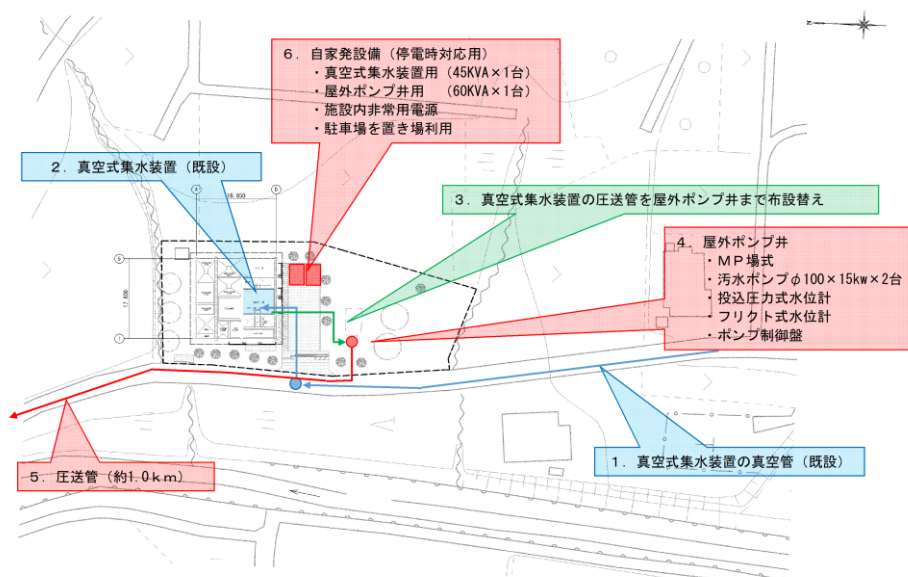 6．自家発設備（停電時対応用）
・真空式集水装置用（45KVA×1台）
・屋外ポンプ井用　（60KVA×1台）
・施設内非常用電源
・駐車場を置き場利用
2．真空式集水装置（既設）
3．真空式集水装置の圧送管を屋外ポンプ井まで布設替え
4．屋外ポンプ井
・ＭＰ場式
汚水ポンプφ100×15kw×2台
・投込圧力式水位計
・フリクト式水位計
・ポンプ制御盤
5．圧送管（約1.0ｋｍ）
1．真空式集水装置の真空管（既設）